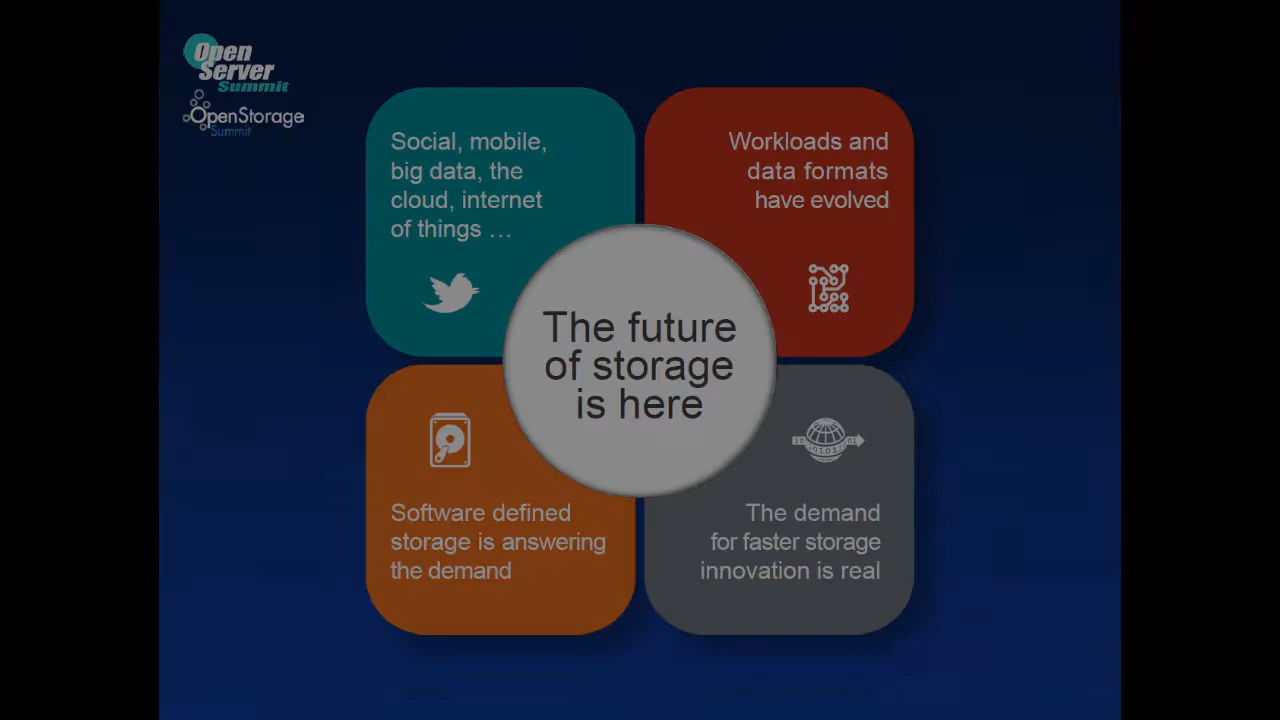 Open
Server
Summit
OpenStorage
Summit
Social, mobile,
big data, the
cloud, internet
of things …
Workloads and
data formats
have evolved
The future
of storage
is here
Software defined
storage is answering
the demand
The demand
for faster storage
innovation is real